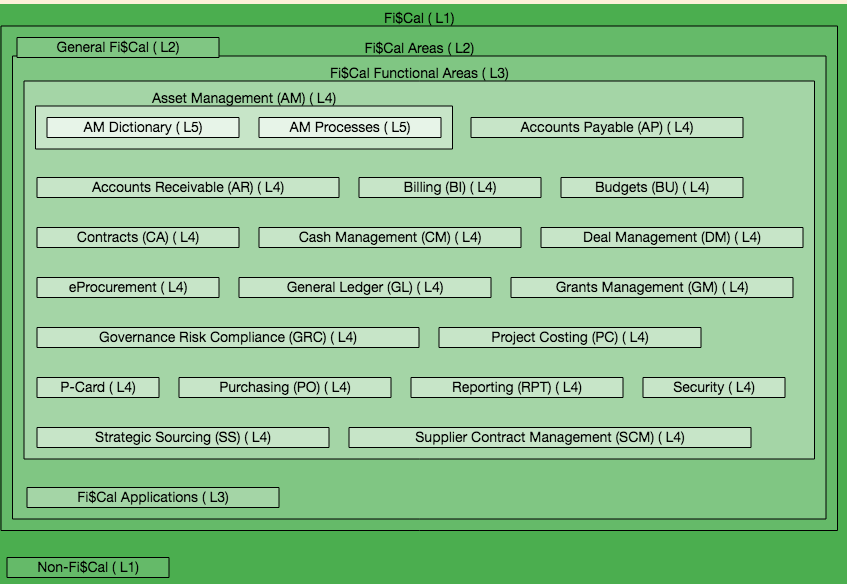 Fi$Cal ( L1)
General Fi$Cal ( L2)
Fi$Cal Areas ( L2)
Fi$Cal Functional Areas ( L3)
Asset Management (AM) ( L4)
AM Dictionary ( L5)
AM Processes ( L5)
Accounts Payable (AP) ( L4)
Accounts Receivable (AR) ( L4)
Billing (BI) ( L4)
Budgets (BU) ( L4)
Contracts (CA) ( L4)
Cash Management (CM) ( L4)
Deal Management (DM) ( L4)
eProcurement ( L4)
General Ledger (GL) ( L4)
Grants Management (GM) ( L4)
Governance Risk Compliance (GRC) ( L4)
Project Costing (PC) ( L4)
P-Card ( L4)
Purchasing (PO) ( L4)
Reporting (RPT) ( L4)
Security ( L4)
Strategic Sourcing (SS) ( L4)
Supplier Contract Management (SCM) ( L4)
Fi$Cal Applications ( L3)
Non-Fi$Cal ( L1)